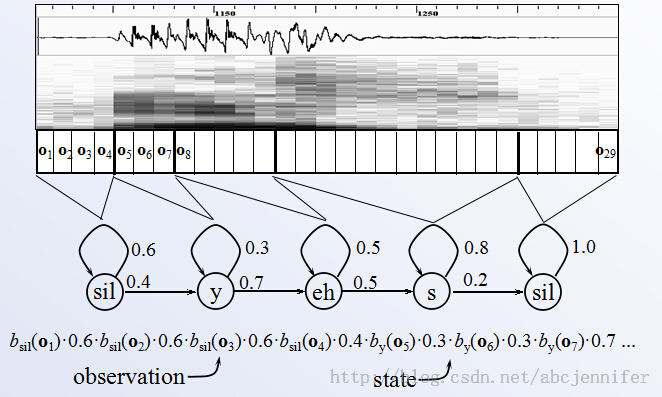 1150 1250
o1 o2 o3 o4 o5 o6 o7 o8 o29
0.6 0.3 0.5 0.8 1.0
sil 0.4 y 0.7 eh 0.5 s 0.2 sil
bsil(o1)·0.6·bsil(o2)·0.6·bsil(o3)·0.6·bsil(o4)·0.4·by(o5)·0.3·by(o6)·0.3·by(o7)·0.7 ...
observation state
http://blog.csdn.net/abcjennifer